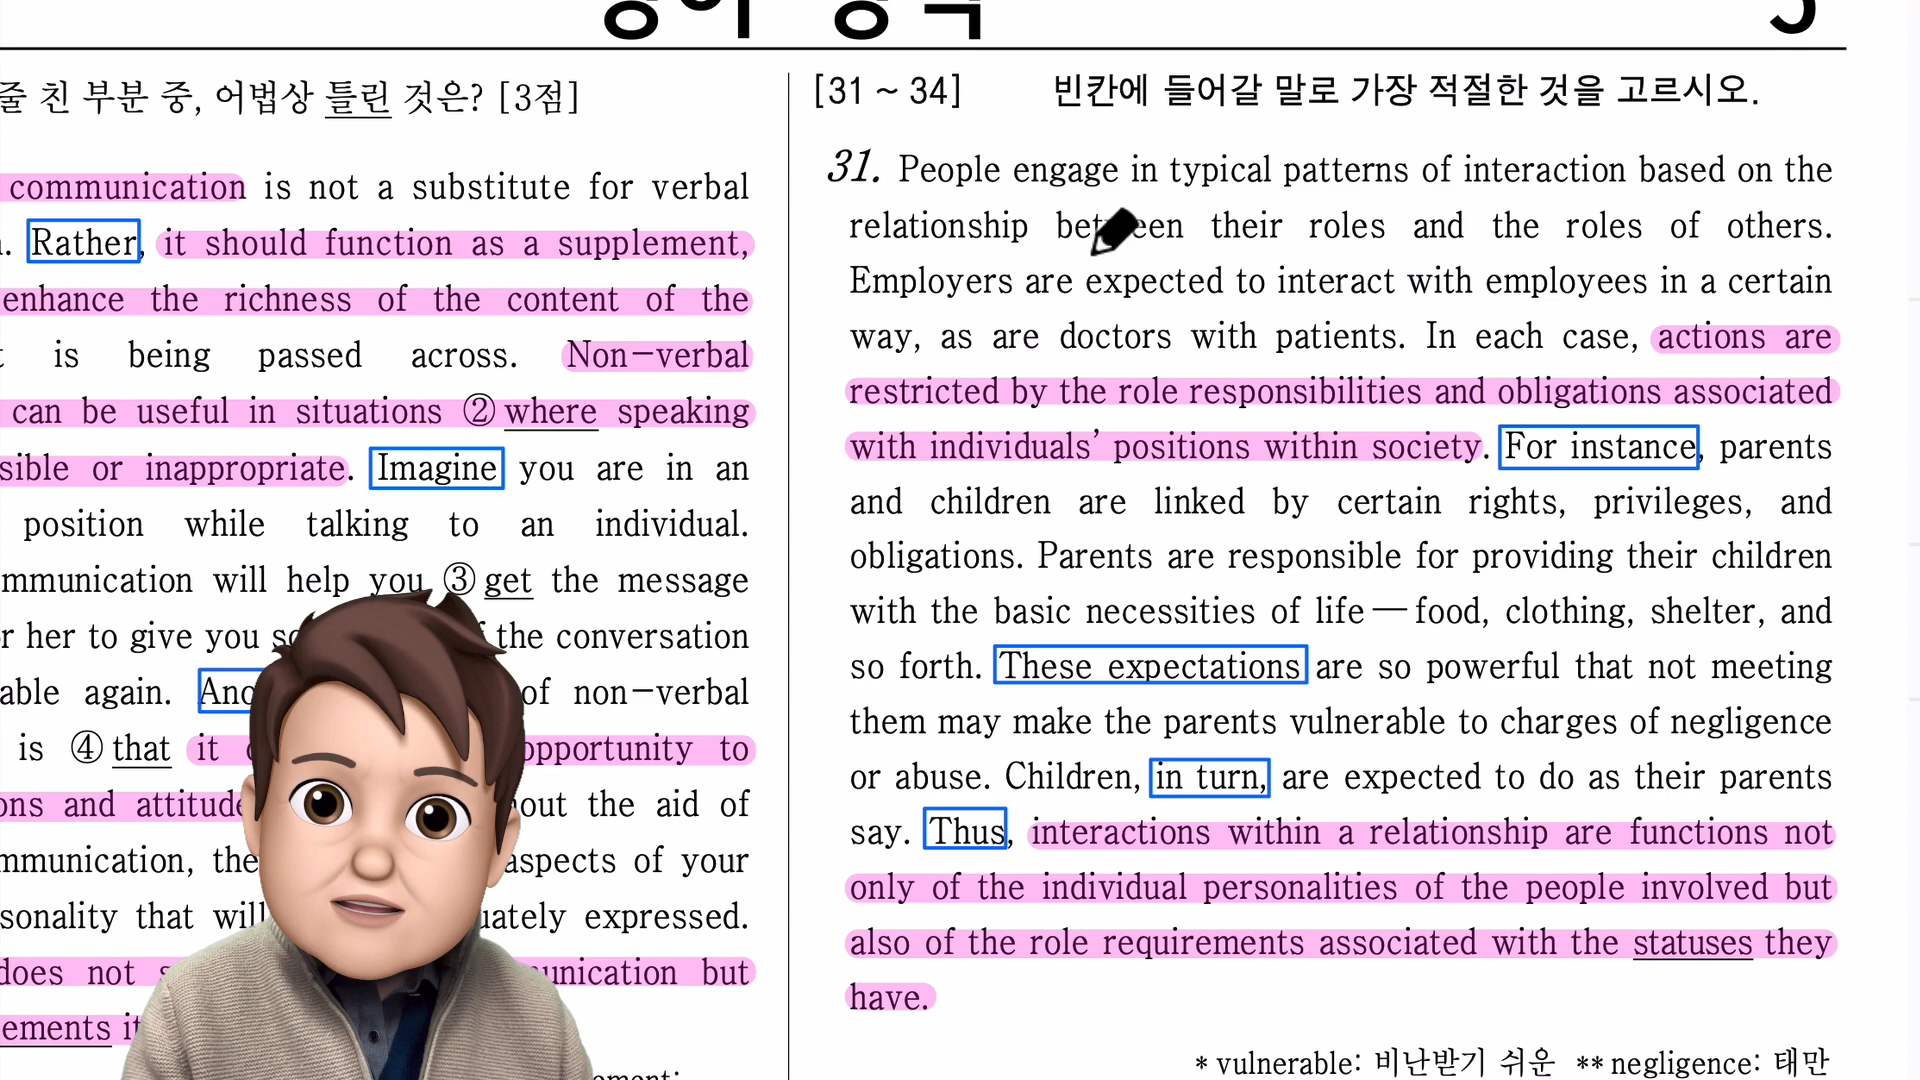 줄 친 부분 중, 어법상 틀린 것은? [3점]
communication is not a substitute for verbal
Rather, it should function as a supplement,
enhance the richness of the content of the
is being passed across. Non-verbal
can be useful in situations ② where speaking
sible or inappropriate. Imagine you are in an
position while talking to an individual.
mmunication will help you ③ get the message
her to give you the conversation
able again. of non-verbal
is ④ that it opportunity to
ons and attitude out the aid of
mmunication, the aspects of your
sonality that will uately expressed.
does not unication but
ements it
[31 ~ 34] 빈칸에 들어갈 말로 가장 적절한 것을 고르시오.
31. People engage in typical patterns of interaction based on the
relationship between their roles and the roles of others.
Employers are expected to interact with employees in a certain
way, as are doctors with patients. In each case, actions are
restricted by the role responsibilities and obligations associated
with individuals' positions within society. For instance, parents
and children are linked by certain rights, privileges, and
obligations. Parents are responsible for providing their children
with the basic necessities of life — food, clothing, shelter, and
so forth. These expectations are so powerful that not meeting
them may make the parents vulnerable to charges of negligence
or abuse. Children, in turn, are expected to do as their parents
say. Thus, interactions within a relationship are functions not
only of the individual personalities of the people involved but
also of the role requirements associated with the statuses they
have.
* vulnerable: 비난받기 쉬운 ** negligence: 태만